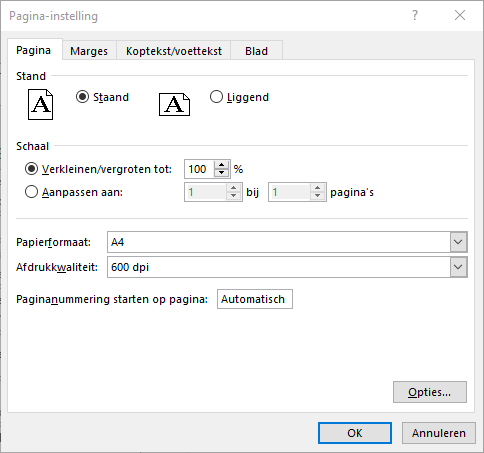 Pagina-instelling ? ×
Pagina Marges Koptekst/voettekst Blad
Stand
A Staand A Liggend
Schaal
Verkleinen/vergroten tot: 100 %
Aanpassen aan: 1 bij 1 pagina's
Papierformaat: A4
Afdrukkwaliteit: 600 dpi
Paginanummering starten op pagina: Automatisch
Opties...
OK Annuleren